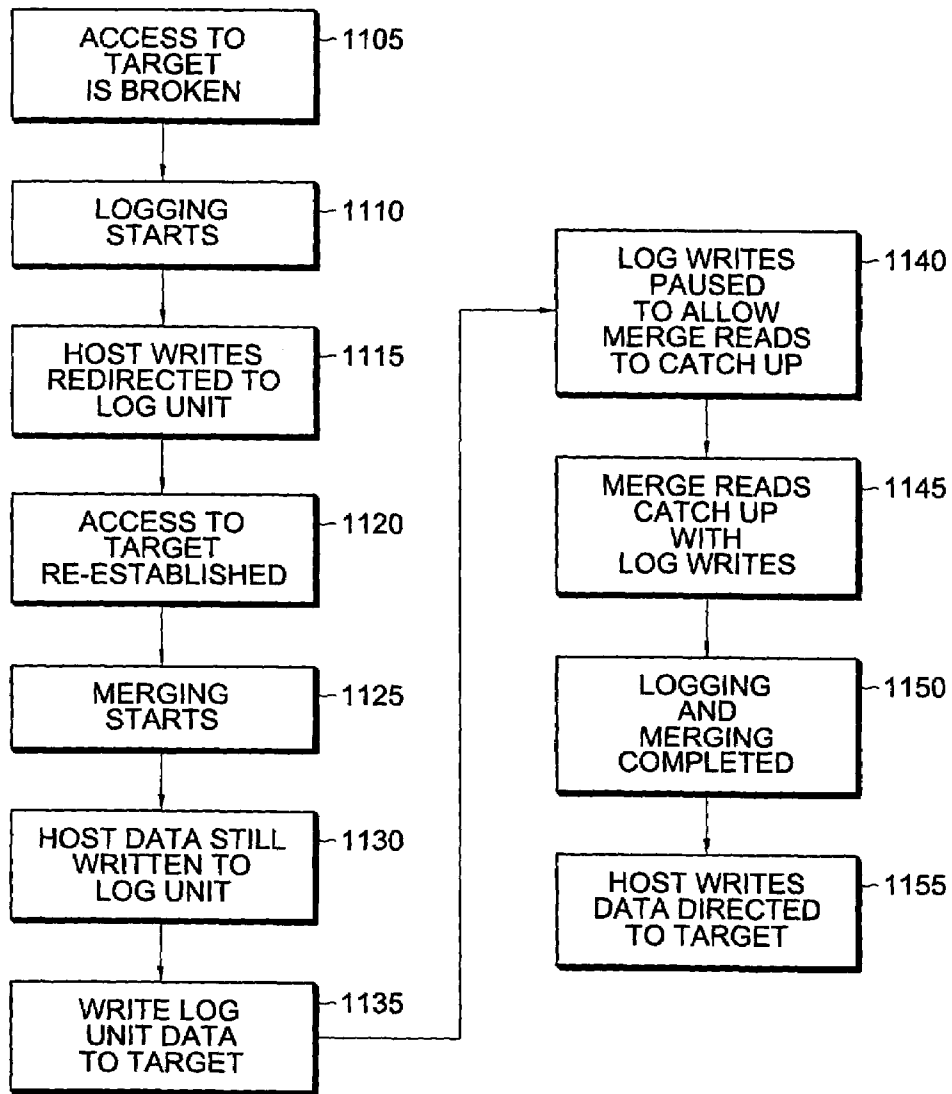 ACCESS TO
TARGET
IS BROKEN
1105
LOGGING
STARTS
1110
HOST WRITES
REDIRECTED TO
LOG UNIT
1115
ACCESS TO
TARGET
RE-ESTABLISHED
1120
MERGING
STARTS
1125
HOST DATA STILL
WRITTEN TO
LOG UNIT
1130
WRITE LOG
UNIT DATA
TO TARGET
1135
LOG WRITES
PAUSED
TO ALLOW
MERGE READS
TO CATCH UP
1140
MERGE READS
CATCH UP
WITH
LOG WRITES
1145
LOGGING
AND
MERGING
COMPLETED
1150
HOST WRITES
DATA DIRECTED
TO TARGET
1155